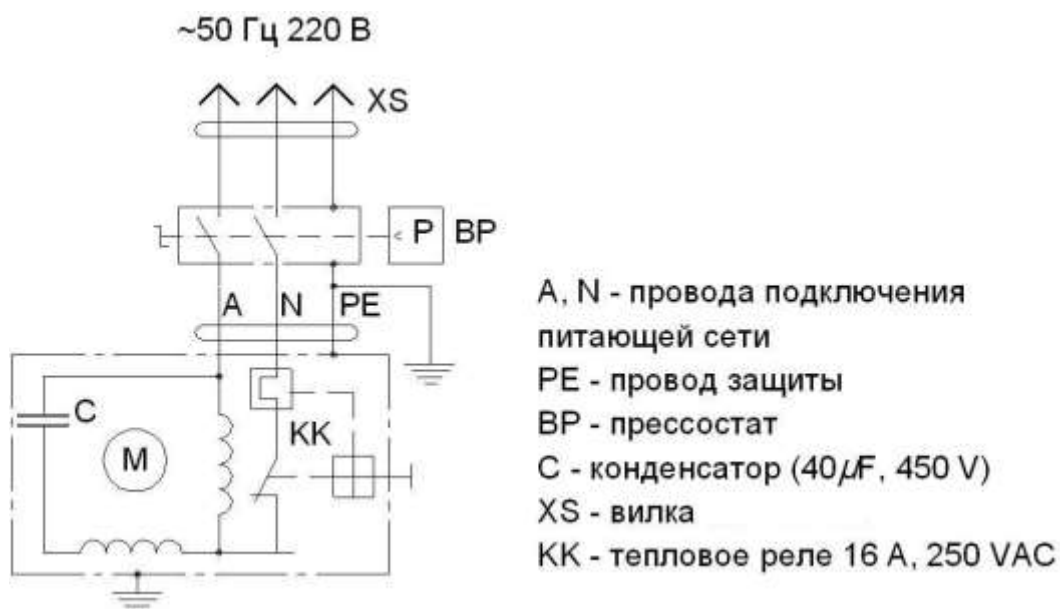 ~50 Гц 220 В
XS
P BP
A N PE
C
M
KK
A, N - провода подключения
питающей сети
PE - провод защиты
BP - прессостат
C - конденсатор (40μF, 450 V)
XS - вилка
KK - тепловое реле 16 А, 250 VAC